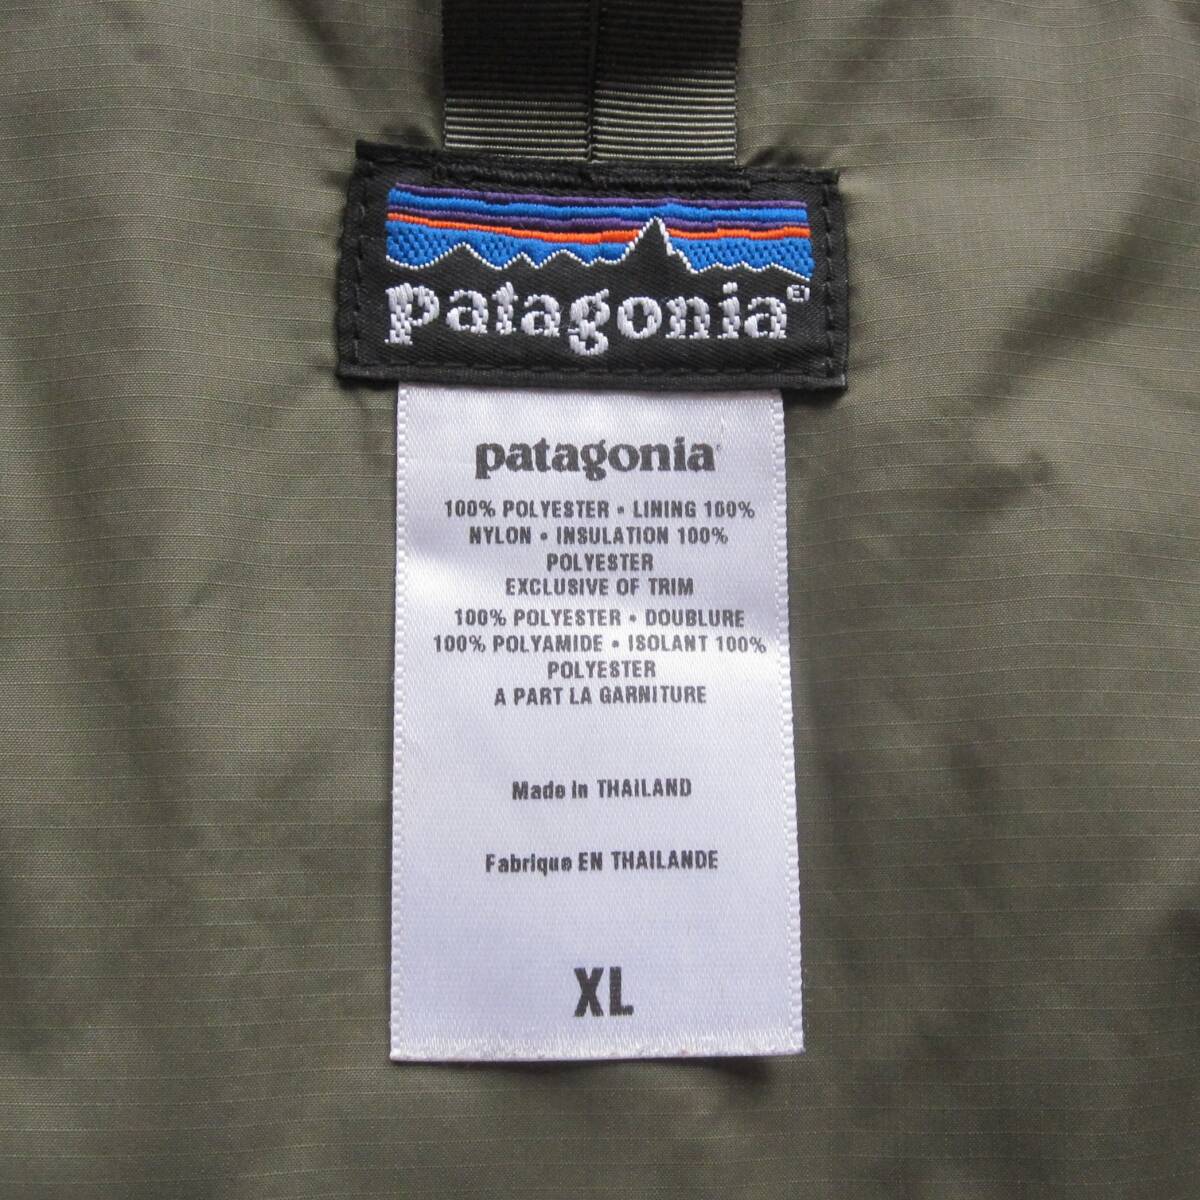 patagonia
patagonia
100% POLYESTER • LINING 100%
NYLON • INSULATION 100%
POLYESTER
EXCLUSIVE OF TRIM
100% POLYESTER • DOUBLURE
100% POLYAMIDE • ISOLANT 100%
POLYESTER
A PART LA GARNITURE
Made in THAILAND
Fabrique EN THAILANDE
XL